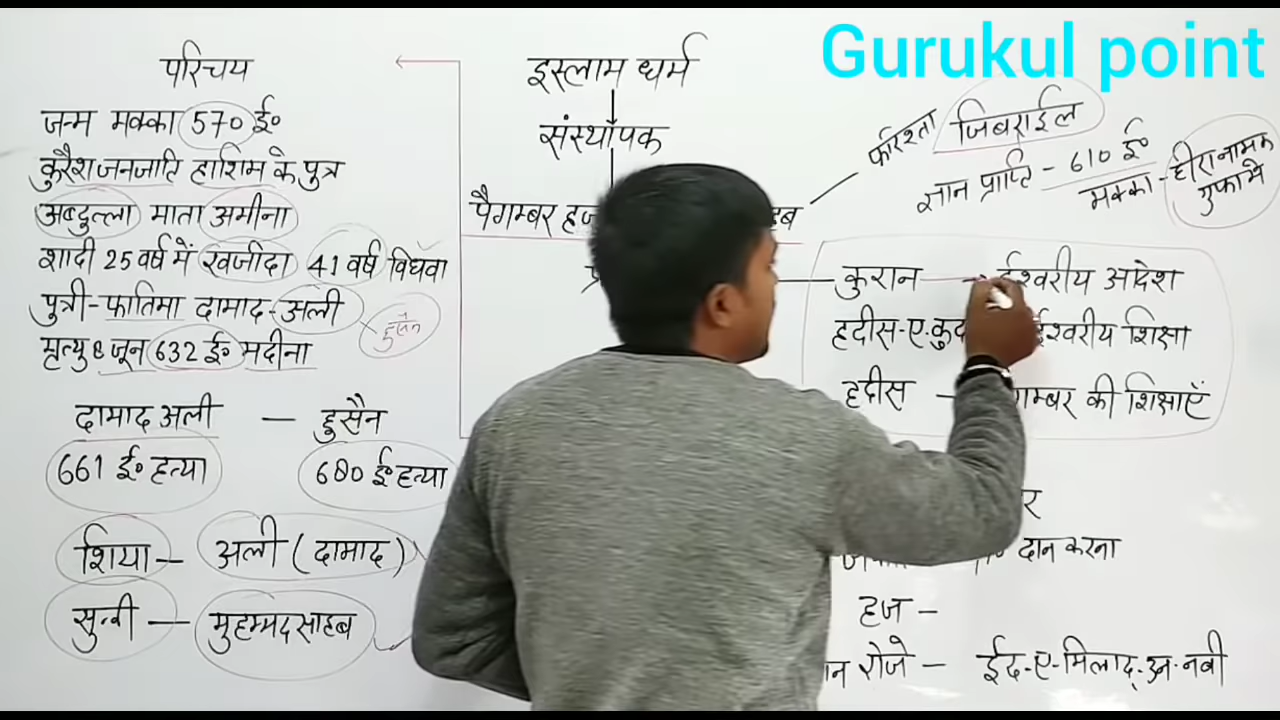 Gurukul point
परिचय
जन्म मक्का 570 ई०
कुरैश जनजाति हाशिम के पुत्र
अब्दुल्ला माता अमीना
शादी 25 वर्ष में खजीदा 41 वर्ष विधवा
पुत्री - फातिमा दामाद - अली
हुसैन
मृत्यु 8 जून 632 ई० मदीना
दामाद अली — हुसैन
661 ई० हत्या 680 ई० हत्या
शिया — अली (दामाद)
सुन्नी — मुहम्मद साहब
इस्लाम धर्म
संस्थापक
पैगम्बर
फरिश्ता जिबराईल
ज्ञान प्राप्ति - 610 ई०
मक्का - हीरा नामक गुफा मे
कुरान ईश्वरीय आदेश
हदीस-ए- ईश्वरीय शिक्षा
हदीस — की शिक्षाएँ
दान करना
हज —
रोजे — ईद-ए-मिलाद-उन-नबी